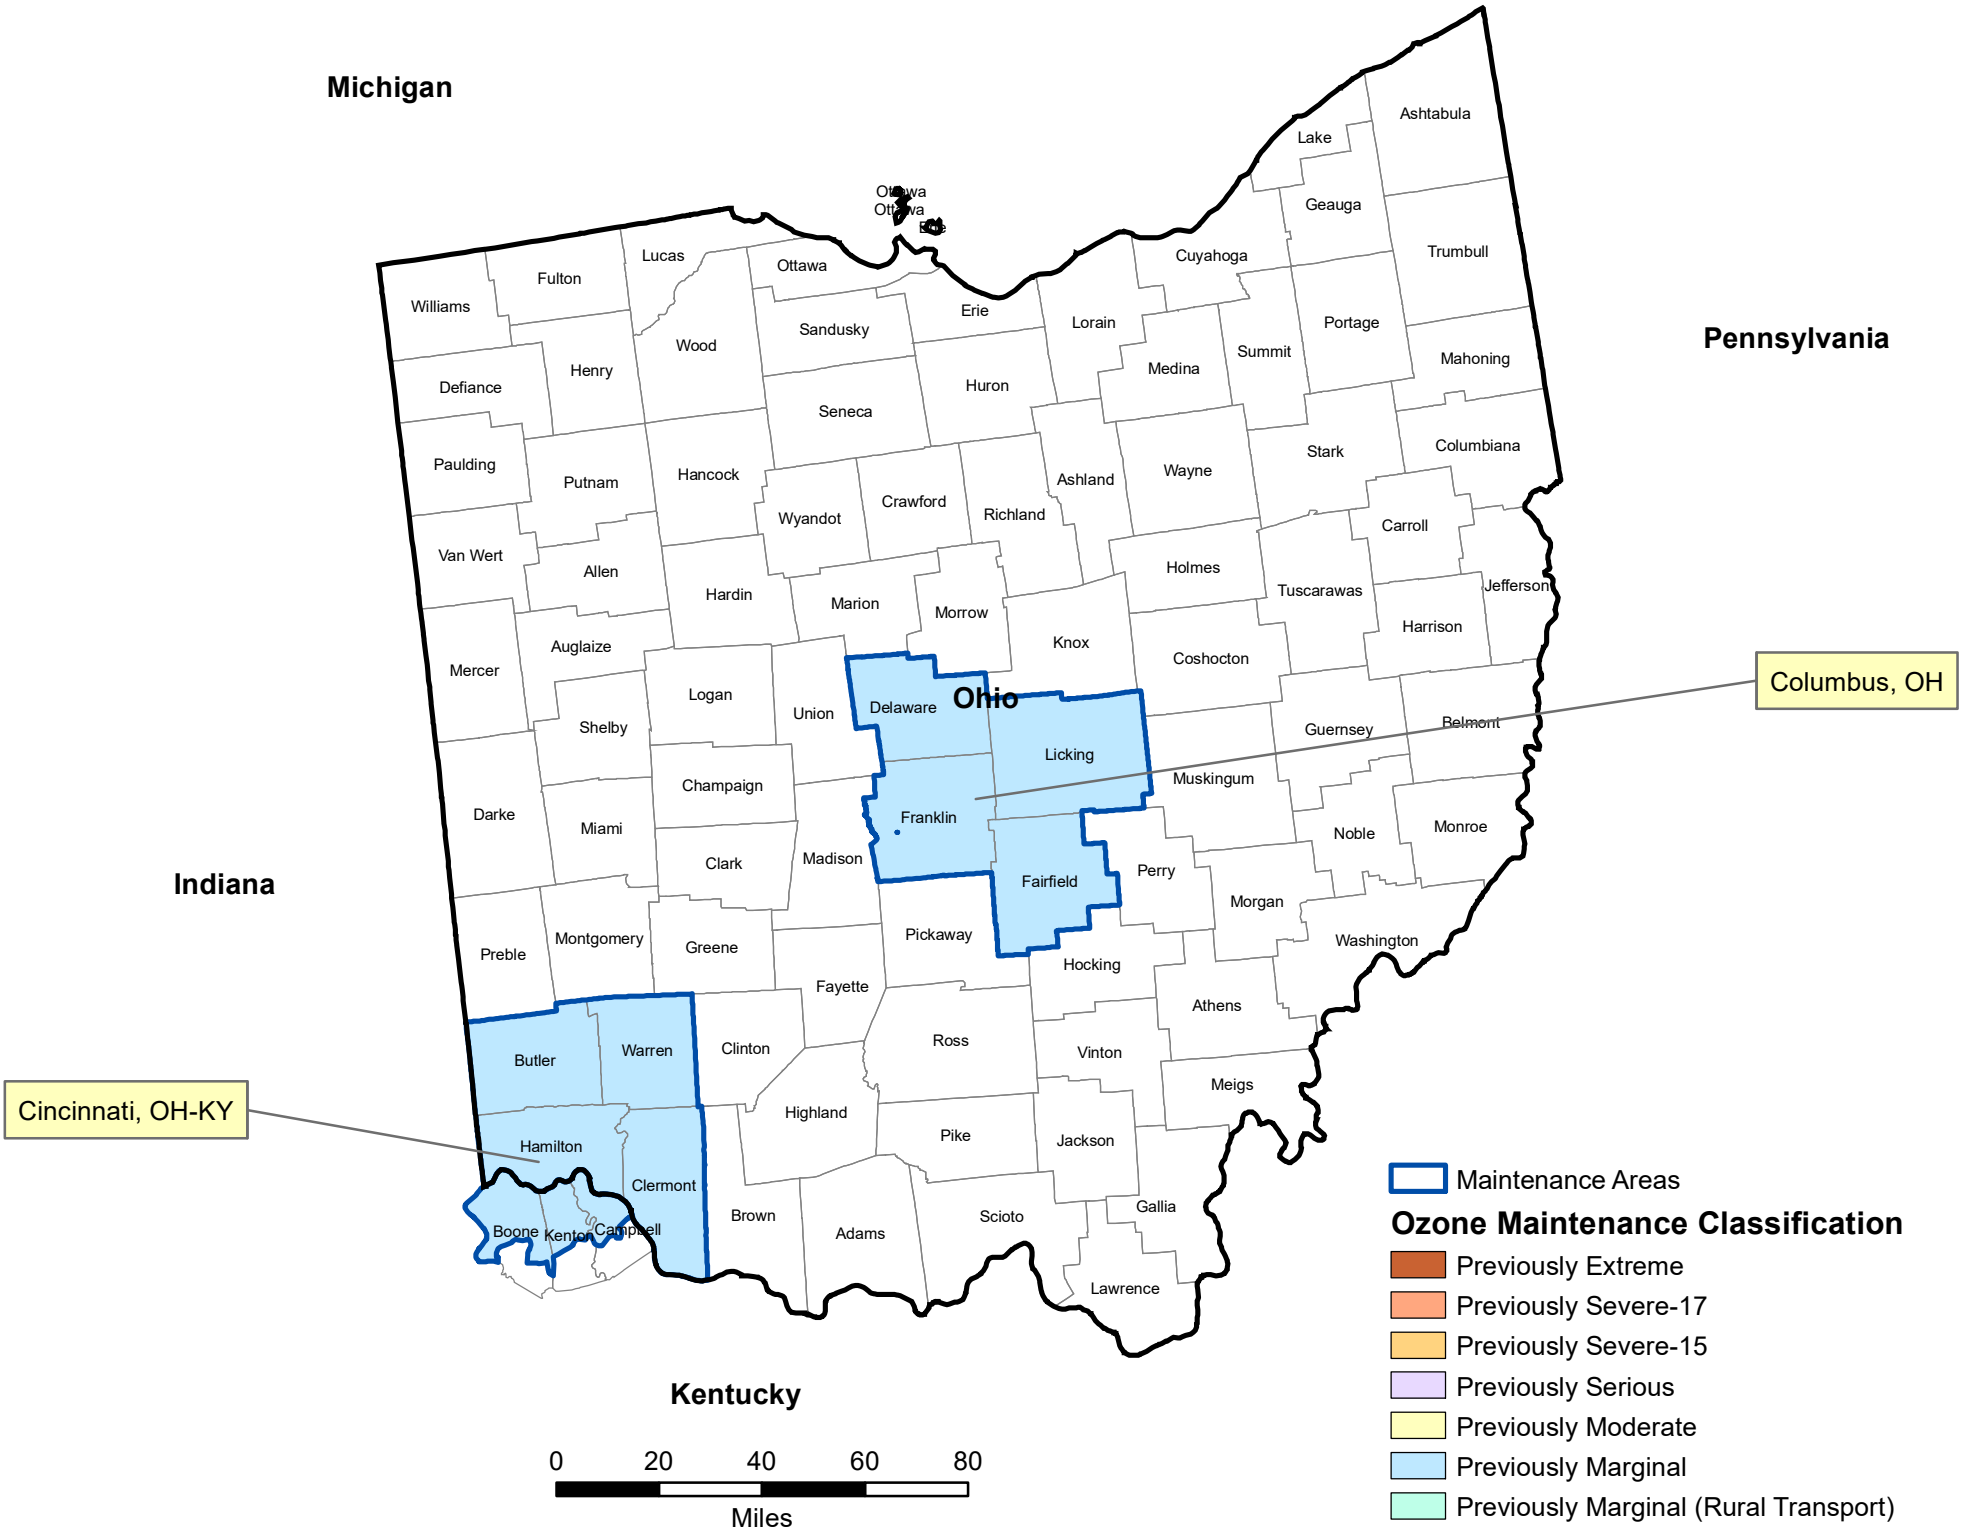 Michigan
Ashtabula
Lake
Ottawa
Geauga
Ottawa
Erie
Lucas
Cuyahoga
Trumbull
Ottawa
Fulton
Williams
Erie
Lorain
Portage
Sandusky
Pennsylvania
Wood
Summit
Mahoning
Henry
Medina
Defiance
Huron
Seneca
Columbiana
Stark
Paulding
Wayne
Hancock
Putnam
Ashland
Crawford
Richland
Wyandot
Carroll
Van Wert
Holmes
Allen
Jefferson
Tuscarawas
Hardin
Marion
Morrow
Harrison
Knox
Auglaize
Coshocton
Mercer
Columbus, OH
Logan
Ohio
Delaware
Union
Belmont
Shelby
Guernsey
Licking
Muskingum
Champaign
Darke
Franklin
Miami
Monroe
Noble
Madison
Clark
Perry
Indiana
Fairfield
Morgan
Pickaway
Montgomery
Washington
Greene
Preble
Hocking
Fayette
Athens
Ross
Clinton
Warren
Vinton
Butler
Meigs
Cincinnati, OH-KY
Highland
Pike
Jackson
Hamilton
Clermont
Maintenance Areas
Gallia
Brown
Scioto
Ozone Maintenance Classification
Campbell
Boone
Kenton
Adams
Previously Extreme
Lawrence
Previously Severe-17
Previously Severe-15
Previously Serious
Kentucky
Previously Moderate
0 20 40 60 80
Previously Marginal
Previously Marginal (Rural Transport)
Miles